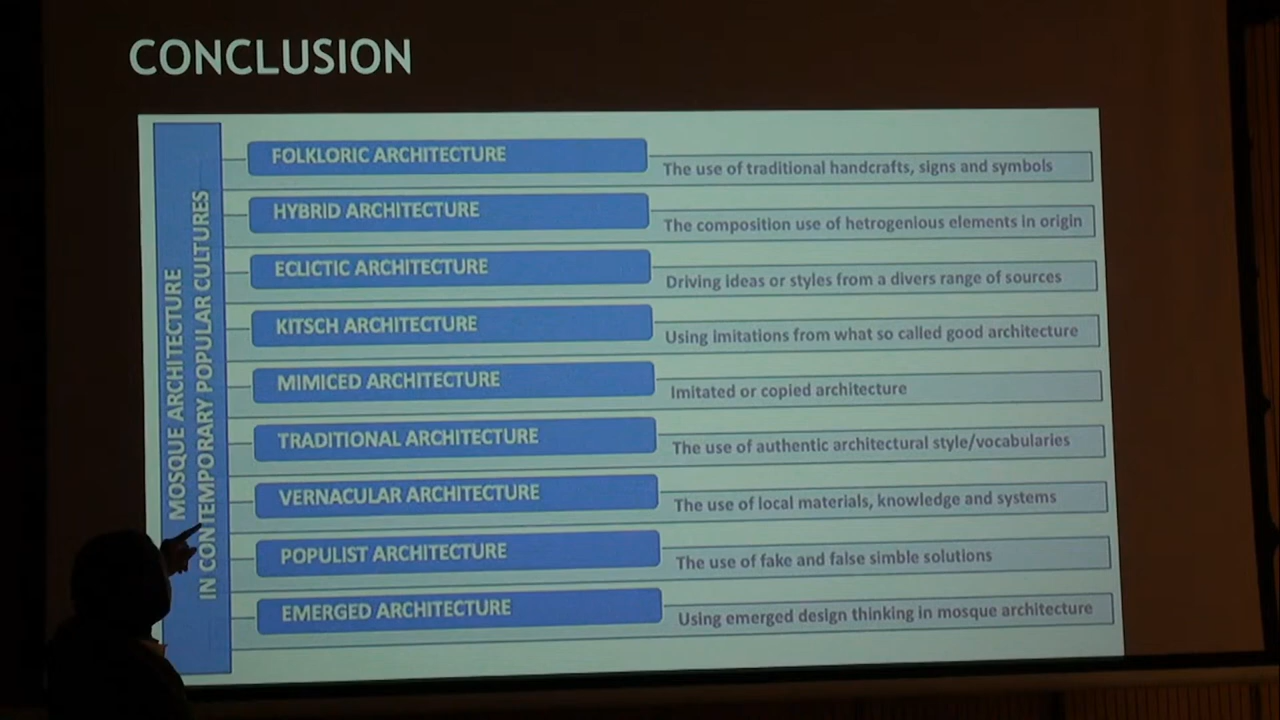 CONCLUSION
MOSQUE ARCHITECTURE
IN CONTEMPORARY POPULAR CULTURES
FOLKLORIC ARCHITECTURE
The use of traditional handcrafts, signs and symbols
HYBRID ARCHITECTURE
The composition use of hetrogenious elements in origin
ECLICTIC ARCHITECTURE
Driving ideas or styles from a divers range of sources
KITSCH ARCHITECTURE
Using imitations from what so called good architecture
MIMICED ARCHITECTURE
Imitated or copied architecture
TRADITIONAL ARCHITECTURE
The use of authentic architectural style/vocabularies
VERNACULAR ARCHITECTURE
The use of local materials, knowledge and systems
POPULIST ARCHITECTURE
The use of fake and false simble solutions
EMERGED ARCHITECTURE
Using emerged design thinking in mosque architecture